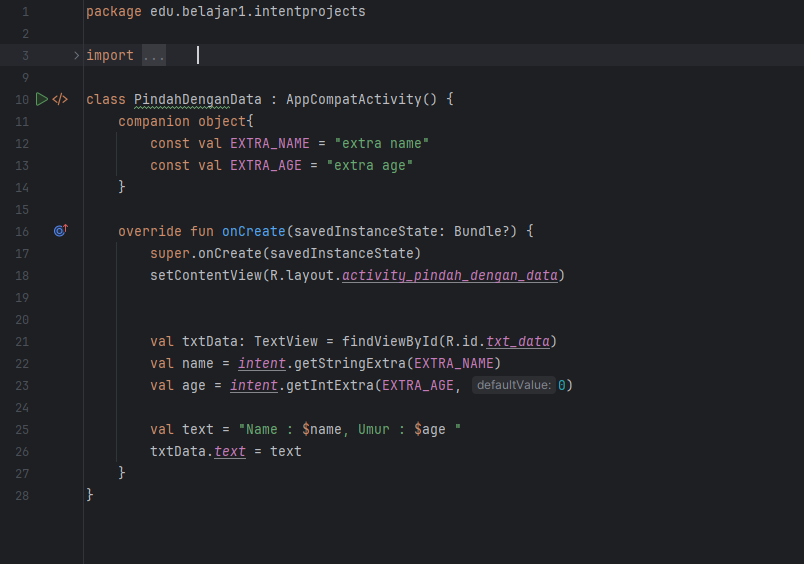 1 package edu.belajar1.intentprojects
2
3 import ...
9
10 class PindahDenganData : AppCompatActivity() {
11 companion object{
12 const val EXTRA_NAME = "extra name"
13 const val EXTRA_AGE = "extra age"
14 }
15
16 override fun onCreate(savedInstanceState: Bundle?) {
17 super.onCreate(savedInstanceState)
18 setContentView(R.layout.activity_pindah_dengan_data)
19
20
21 val txtData: TextView = findViewById(R.id.txt_data)
22 val name = intent.getStringExtra(EXTRA_NAME)
23 val age = intent.getIntExtra(EXTRA_AGE, defaultValue: 0)
24
25 val text = "Name : $name, Umur : $age "
26 txtData.text = text
27 }
28 }